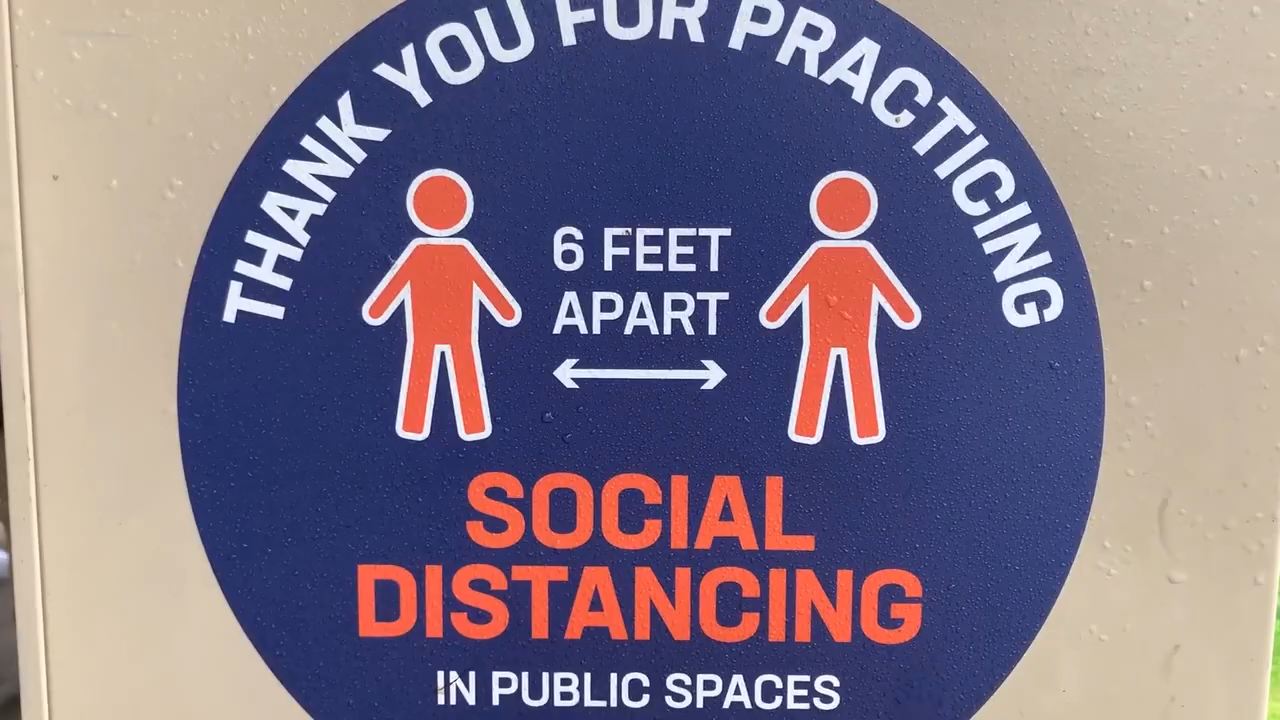 THANK YOU FOR PRACTICING
6 FEET
APART
SOCIAL
DISTANCING
IN PUBLIC SPACES